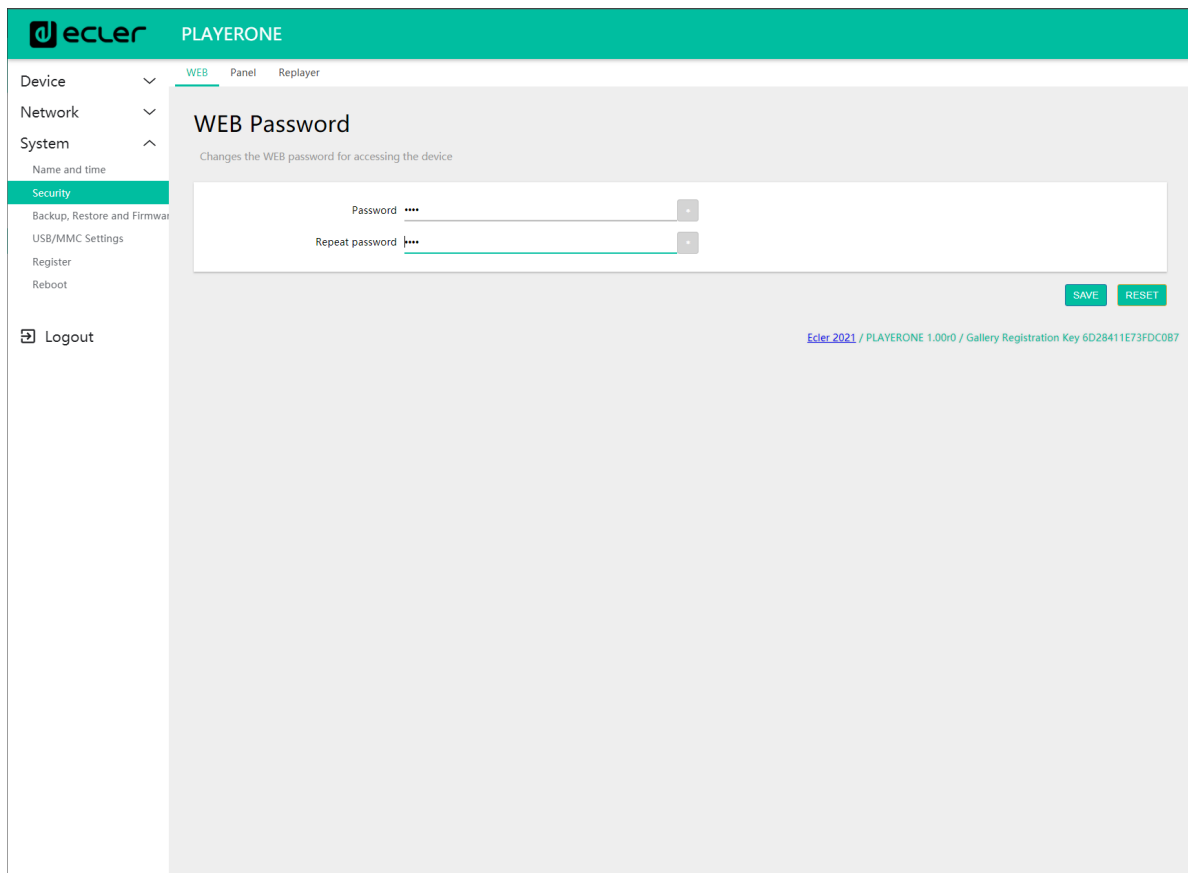 ecler PLAYERONE
WEB Panel Replayer
Device
Network
System
Name and time
Security
Backup, Restore and Firmwar
USB/MMC Settings
Register
Reboot
Logout
WEB Password
Changes the WEB password for accessing the device
Password ••••
Repeat password ••••
SAVE RESET
Ecler 2021 / PLAYERONE 1.00r0 / Gallery Registration Key 6D28411E73FDC0B7